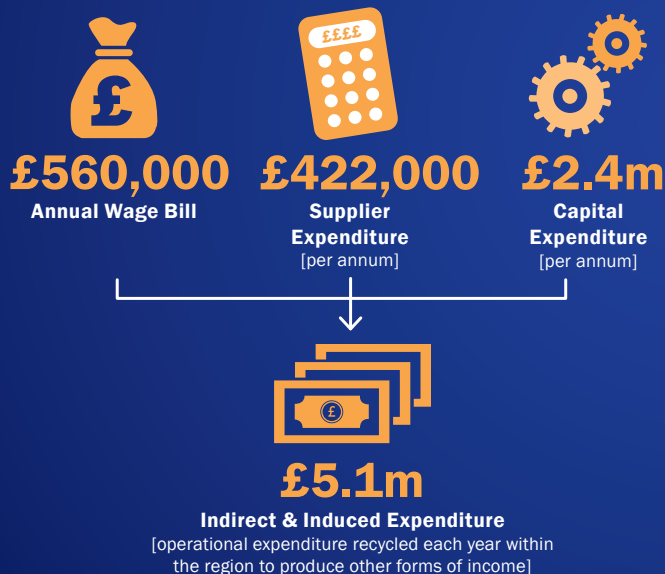 £
££££
£560,000
Annual Wage Bill
£422,000
Supplier
Expenditure
[per annum]
£2.4m
Capital
Expenditure
[per annum]
£
£5.1m
Indirect & Induced Expenditure
[operational expenditure recycled each year within
the region to produce other forms of income]